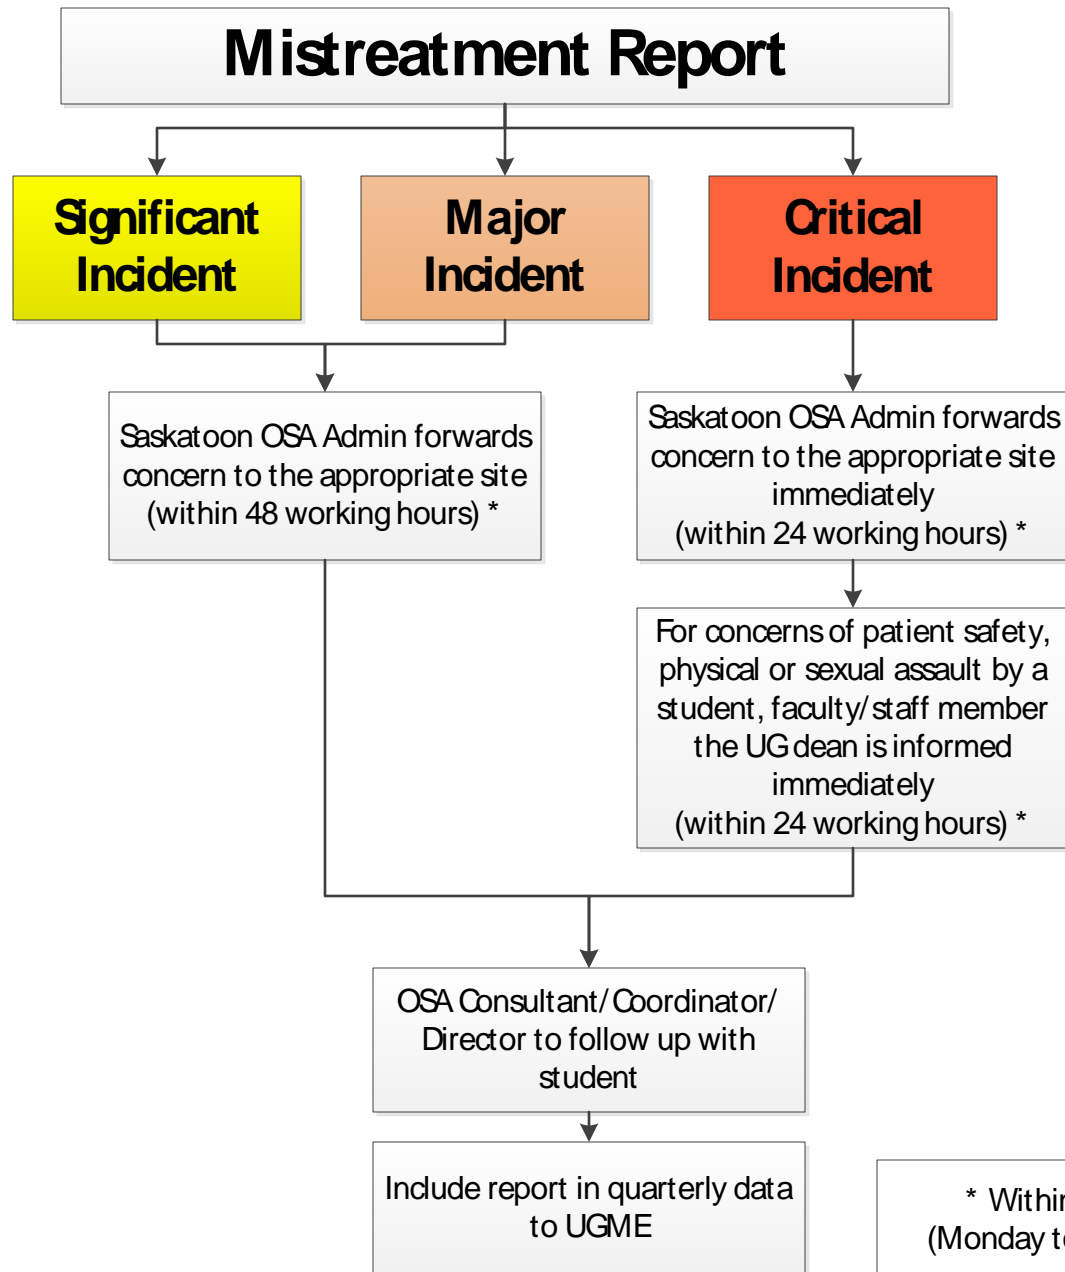 Mistreatment Report
Significant
Incident
Major
Incident
Critical
Incident
Saskatoon OSA Admin forwards
concern to the appropriate site
(within 48 working hours) *
Saskatoon OSA Admin forwards
concern to the appropriate site
immediately
(within 24 working hours) *
For concerns of patient safety,
physical or sexual assault by a
student, faculty/staff member
the UG dean is informed
immediately
(within 24 working hours) *
OSA Consultant/Coordinator/
Director to follow up with
student
Include report in quarterly data
to UGME
* Within
(Monday to